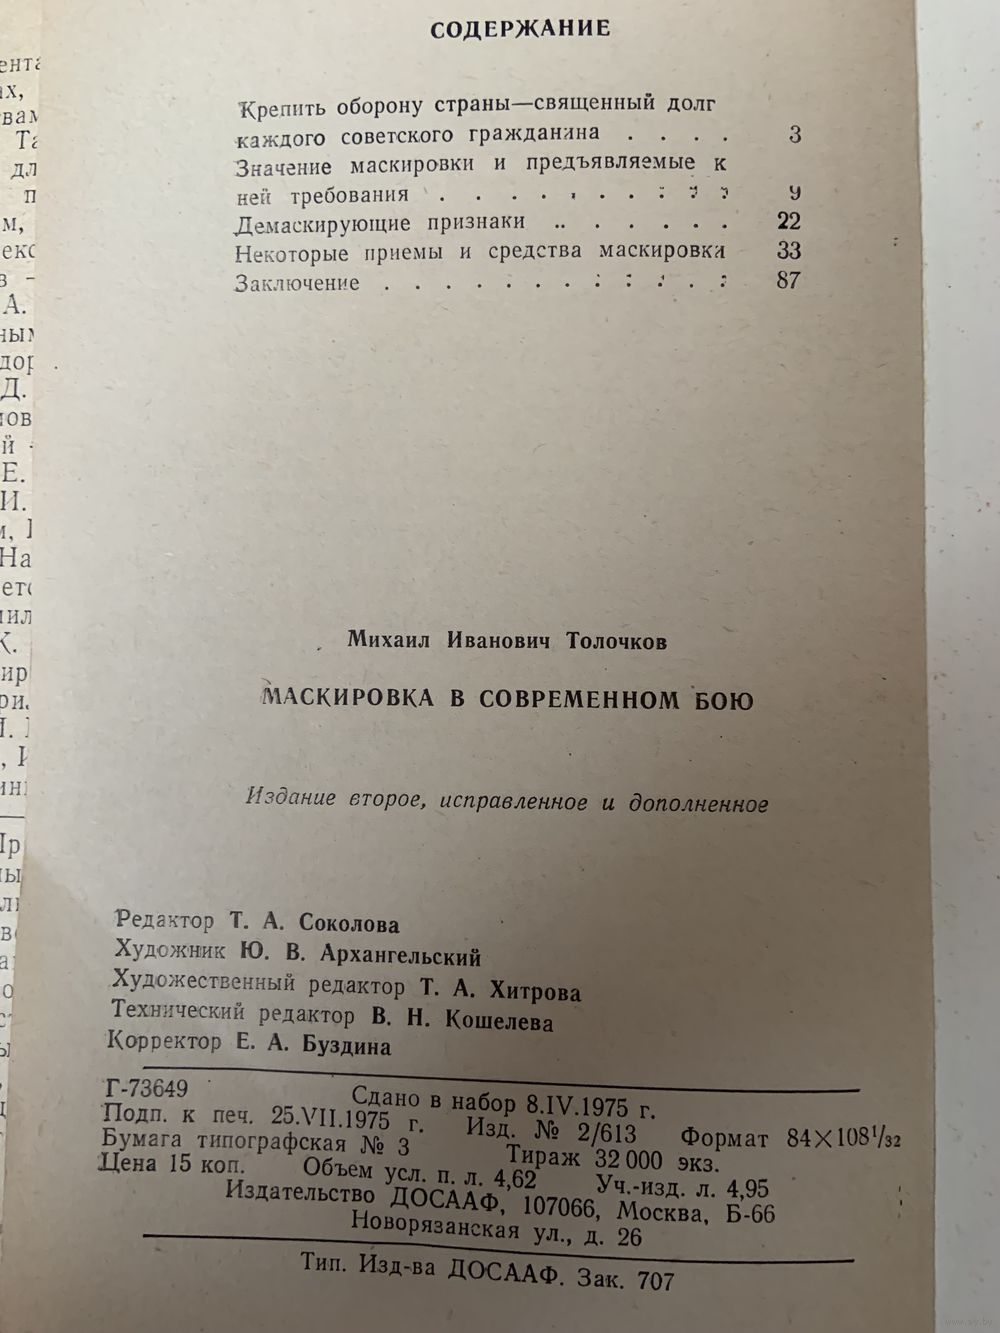 СОДЕРЖАНИЕ
Крепить оборону страны—священный долг
каждого советского гражданина . . . . 3
Значение маскировки и предъявляемые к
ней требования . . . . . . . . : : : 9
Демаскирующие признаки .. . . . . . 22
Некоторые приемы и средства маскировки 33
Заключение . . . . . . . . : : : . : 87
Михаил Иванович Толочков
МАСКИРОВКА В СОВРЕМЕННОМ БОЮ
Издание второе, исправленное и дополненное
Редактор Т. А. Соколова
Художник Ю. В. Архангельский
Художественный редактор Т. А. Хитрова
Технический редактор В. Н. Кошелева
Корректор Е. А. Буздина
Г-73649 Сдано в набор 8.IV.1975 г.
Подп. к печ. 25.VII.1975 г. Изд. № 2/613 Формат 84×108¹/₃₂
Бумага типографская № 3 Тираж 32 000 экз.
Цена 15 коп. Объем усл. п. л. 4,62 Уч.-изд. л. 4,95
Издательство ДОСААФ, 107066, Москва, Б-66
Новорязанская ул., д. 26
Тип. Изд-ва ДОСААФ. Зак. 707